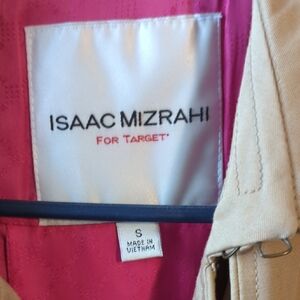 ISAAC MIZRAHI
FOR TARGET
S
MADE IN
VIETNAM